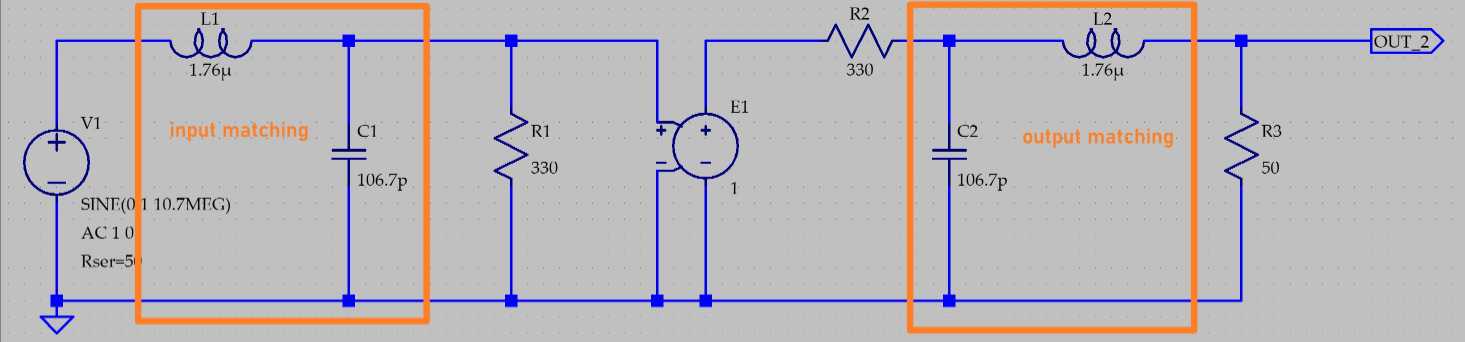 L1
1.76µ
input matching
V1
SINE(0 1 10.7MEG)
AC 1 0
Rser=50
C1
106.7p
R1
330
E1
1
R2
330
C2
106.7p
L2
1.76µ
output matching
R3
50
OUT_2